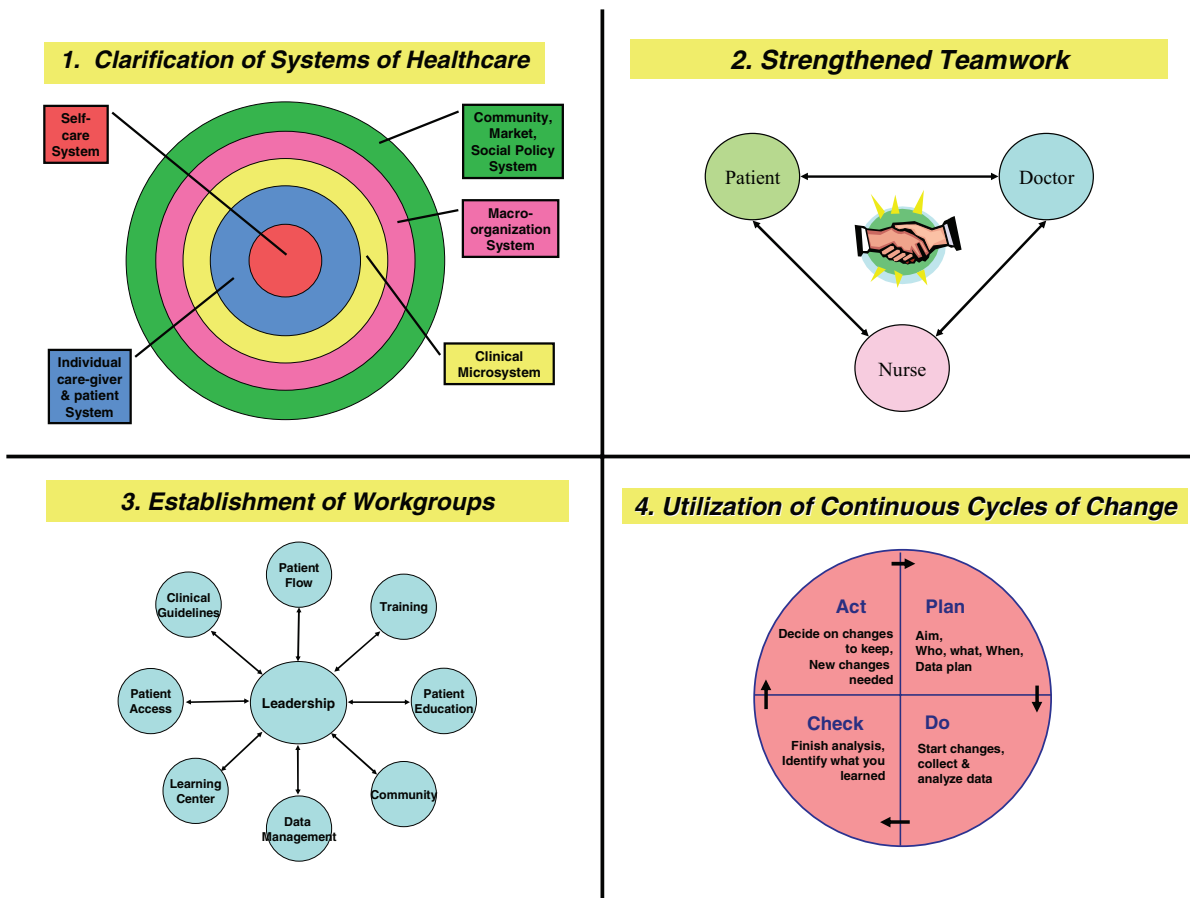 1. Clarification of Systems of Healthcare
Self-
care
System
Community,
Market,
Social Policy
System
Macro-
organization
System
Individual
care-giver
& patient
System
Clinical
Microsystem
2. Strengthened Teamwork
Patient
Doctor
Nurse
3. Establishment of Workgroups
Patient
Flow
Clinical
Guidelines
Training
Patient
Access
Leadership
Patient
Education
Learning
Center
Community
Data
Management
4. Utilization of Continuous Cycles of Change
Act
Decide on changes
to keep,
New changes
needed
Plan
Aim,
Who, what, When,
Data plan
Check
Finish analysis,
Identify what you
learned
Do
Start changes,
collect &
analyze data